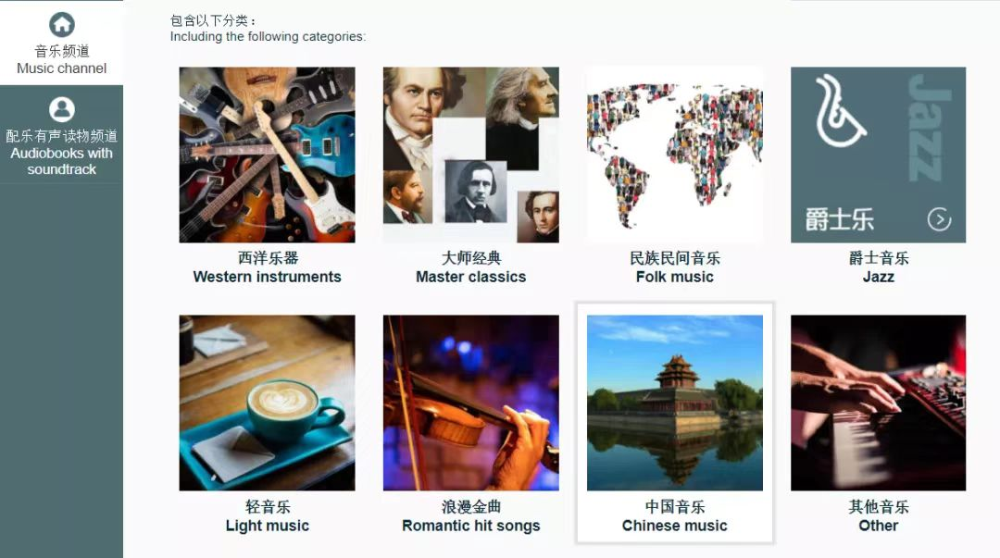 音乐频道
Music channel
配乐有声读物频道
Audiobooks with
soundtrack
包含以下分类：
Including the following categories:
Jazz
爵士乐
西洋乐器
Western instruments
大师经典
Master classics
民族民间音乐
Folk music
爵士音乐
Jazz
轻音乐
Light music
浪漫金曲
Romantic hit songs
中国音乐
Chinese music
其他音乐
Other